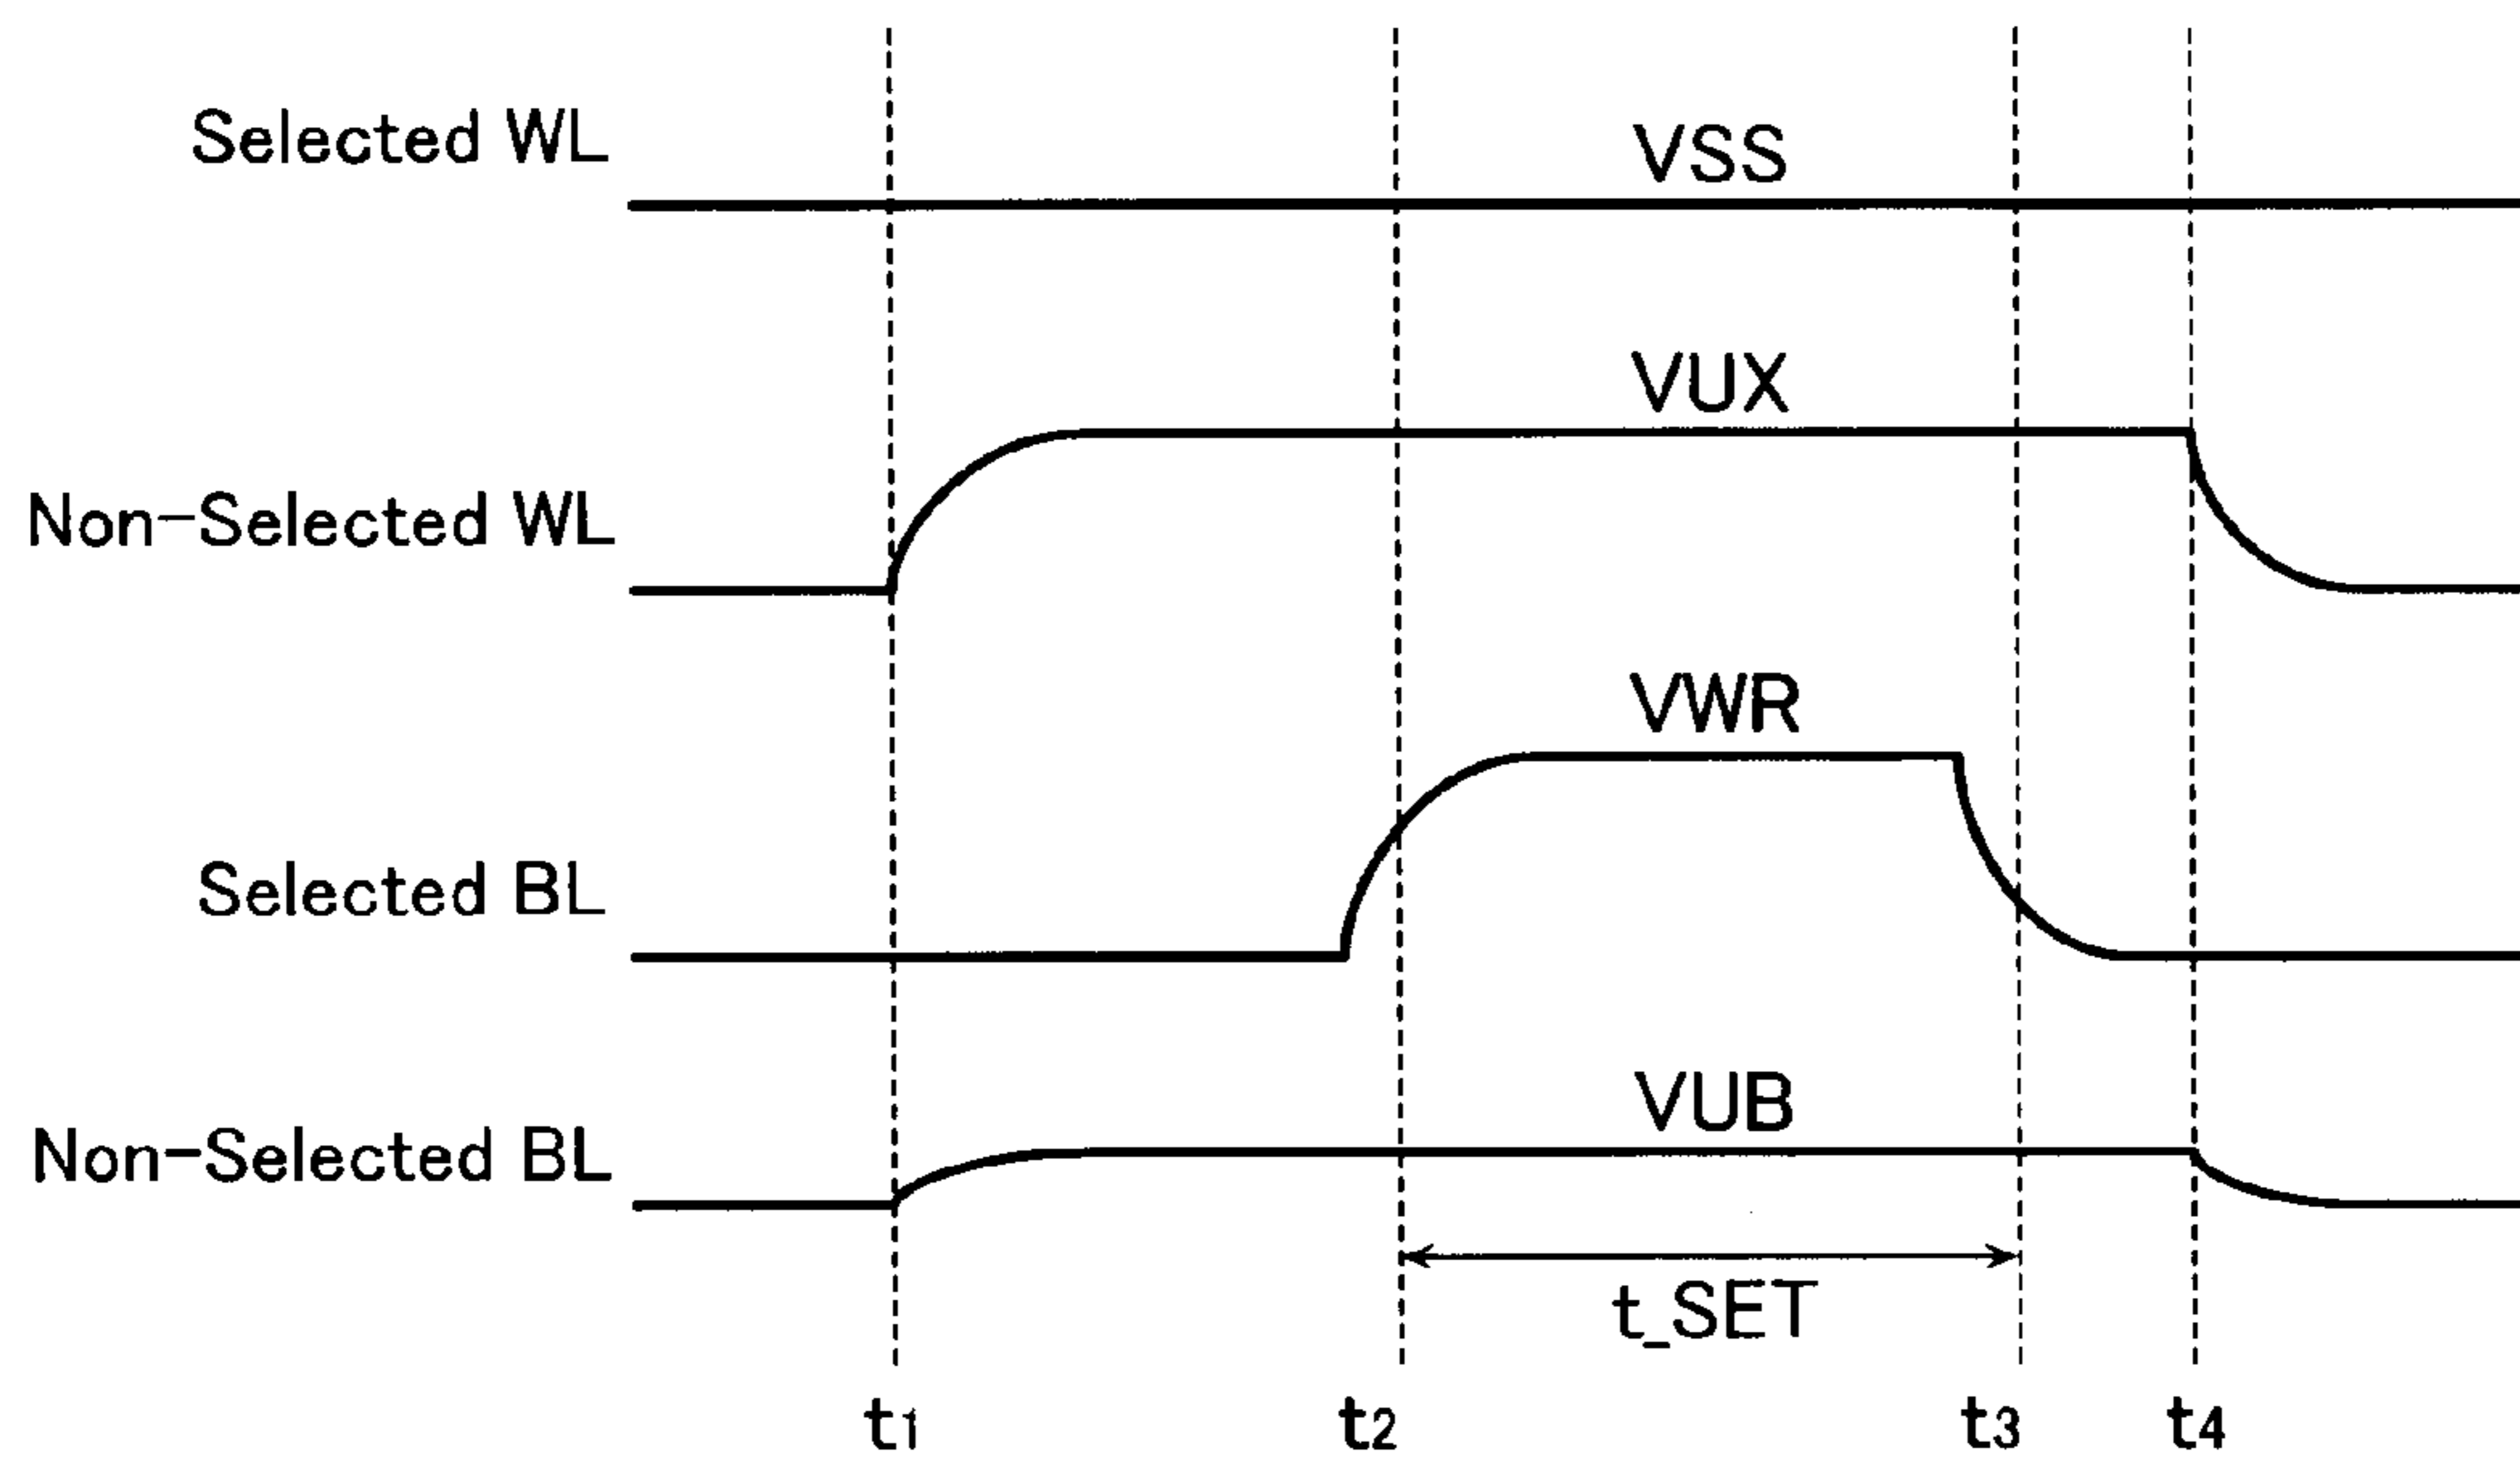 Selected WL
VSS
VUX
Non-Selected WL
VWR
Selected BL
VUB
Non-Selected BL
t_SET
t1 t2 t3 t4